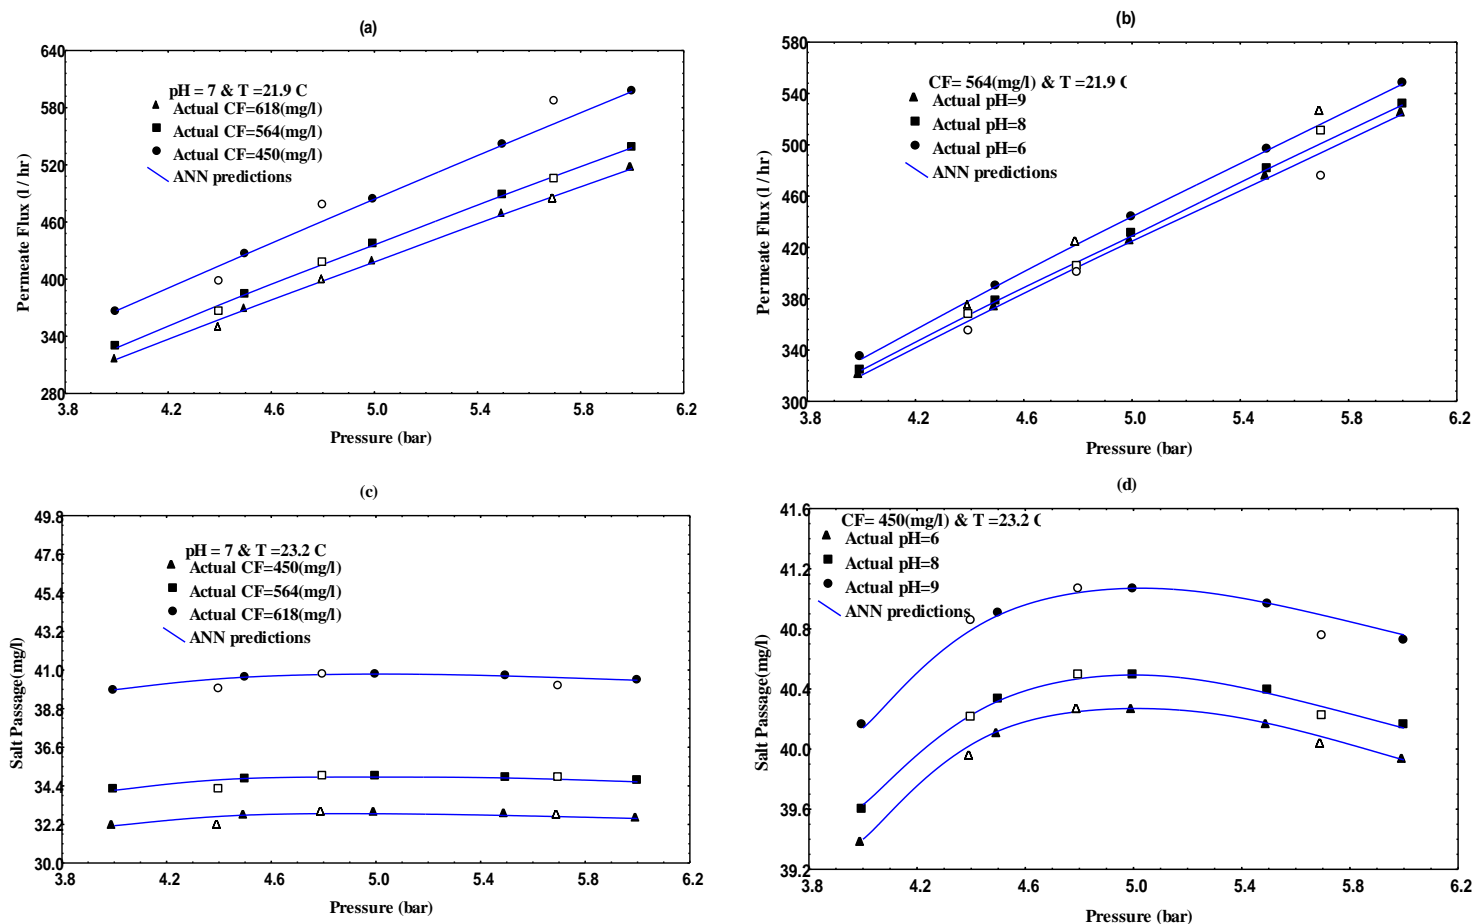 (a)
640
580
520
460
400
340
280
Permeate Flux (l / hr)
pH = 7 & T =21.9 C
Actual CF=618(mg/l)
Actual CF=564(mg/l)
Actual CF=450(mg/l)
ANN predictions
3.8 4.2 4.6 5.0 5.4 5.8 6.2
Pressure (bar)
(b)
580
540
500
460
420
380
340
300
Permeate Flux (l / hr)
CF= 564(mg/l) & T =21.9 C
Actual pH=9
Actual pH=8
Actual pH=6
ANN predictions
3.8 4.2 4.6 5.0 5.4 5.8 6.2
Pressure (bar)
(c)
49.8
47.6
45.4
43.2
41.0
38.8
36.6
34.4
32.2
30.0
Salt Passage(mg/l)
pH = 7 & T =23.2 C
Actual CF=450(mg/l)
Actual CF=564(mg/l)
Actual CF=618(mg/l)
ANN predictions
3.8 4.2 4.6 5.0 5.4 5.8 6.2
Pressure (bar)
(d)
41.6
41.2
40.8
40.4
40.0
39.6
39.2
Salt Passage(mg/l)
CF= 450(mg/l) & T =23.2 C
Actual pH=6
Actual pH=8
Actual pH=9
ANN predictions
3.8 4.2 4.6 5.0 5.4 5.8 6.2
Pressure (bar)